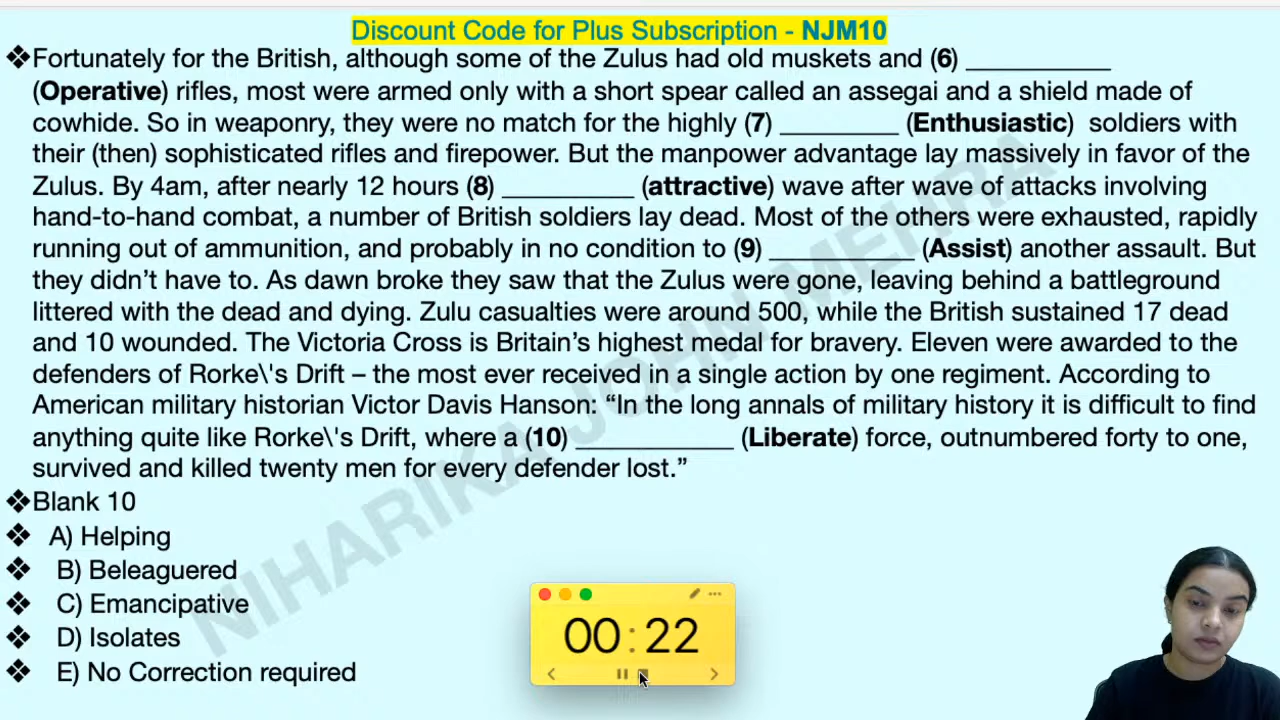 Discount Code for Plus Subscription - NJM10
❖Fortunately for the British, although some of the Zulus had old muskets and (6) __________
(Operative) rifles, most were armed only with a short spear called an assegai and a shield made of
cowhide. So in weaponry, they were no match for the highly (7) ________ (Enthusiastic) soldiers with
their (then) sophisticated rifles and firepower. But the manpower advantage lay massively in favor of the
Zulus. By 4am, after nearly 12 hours (8) _________ (attractive) wave after wave of attacks involving
hand-to-hand combat, a number of British soldiers lay dead. Most of the others were exhausted, rapidly
running out of ammunition, and probably in no condition to (9) __________ (Assist) another assault. But
they didn’t have to. As dawn broke they saw that the Zulus were gone, leaving behind a battleground
littered with the dead and dying. Zulu casualties were around 500, while the British sustained 17 dead
and 10 wounded. The Victoria Cross is Britain’s highest medal for bravery. Eleven were awarded to the
defenders of Rorke\'s Drift – the most ever received in a single action by one regiment. According to
American military historian Victor Davis Hanson: “In the long annals of military history it is difficult to find
anything quite like Rorke\'s Drift, where a (10) ___________ (Liberate) force, outnumbered forty to one,
survived and killed twenty men for every defender lost.”
❖Blank 10
❖ A) Helping
❖ B) Beleaguered
❖ C) Emancipative
❖ D) Isolates
❖ E) No Correction required
NIHARIKA JOHN MEHRA
00:22